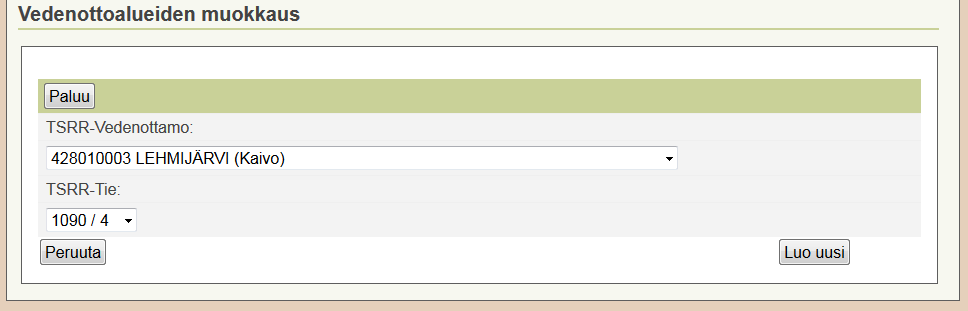 Vedenottoalueiden muokkaus
Paluu
TSRR-Vedenottamo:
428010003 LEHMIJÄRVI (Kaivo)
TSRR-Tie:
1090 / 4
Peruuta Luo uusi